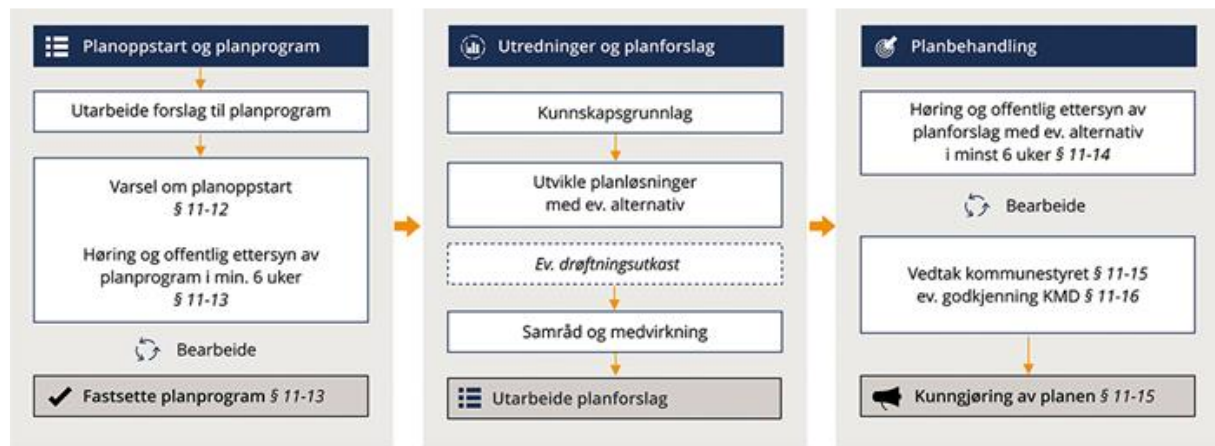 Planoppstart og planprogram
Utarbeide forslag til planprogram
Varsel om planoppstart
§ 11-12
Høring og offentlig ettersyn av
planprogram i min. 6 uker
§ 11-13
Bearbeide
Fastsette planprogram § 11-13
Utredninger og planforslag
Kunnskapsgrunnlag
Utvikle planløsninger
med ev. alternativ
Ev. drøftningsutkast
Samråd og medvirkning
Utarbeide planforslag
Planbehandling
Høring og offentlig ettersyn av
planforslag med ev. alternativ
i minst 6 uker § 11-14
Bearbeide
Vedtak kommunestyret § 11-15
ev. godkjenning KMD § 11-16
Kunngjøring av planen § 11-15